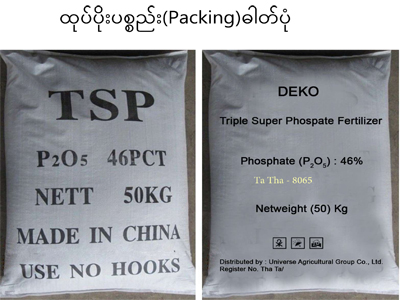 ထုပ်ပိုးပစ္စည်း(Packing)ဓါတ်ပုံ
TSP
P2O5 46PCT
NETT 50KG
MADE IN CHINA
USE NO HOOKS
DEKO
Triple Super Phospate Fertilizer
Phosphate (P₂O₅) : 46%
Ta Tha - 8065
Netweight (50) Kg
Distributed by : Universe Agricultural Group Co., Ltd.
Register No. Tha Ta/